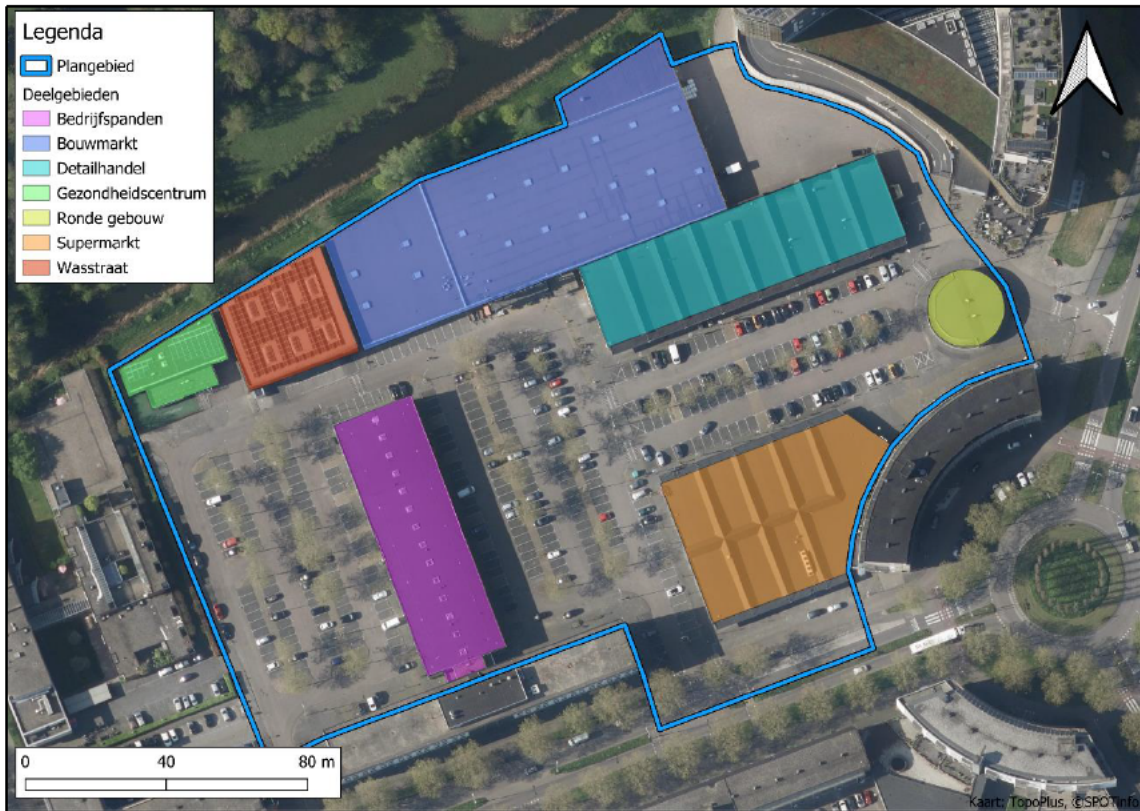 Legenda
Plangebied
Deelgebieden
Bedrijfspanden
Bouwmarkt
Detailhandel
Gezondheidscentrum
Ronde gebouw
Supermarkt
Wasstraat
0 40 80 m
Kaart: TopoPlus, ©SPOTinfo